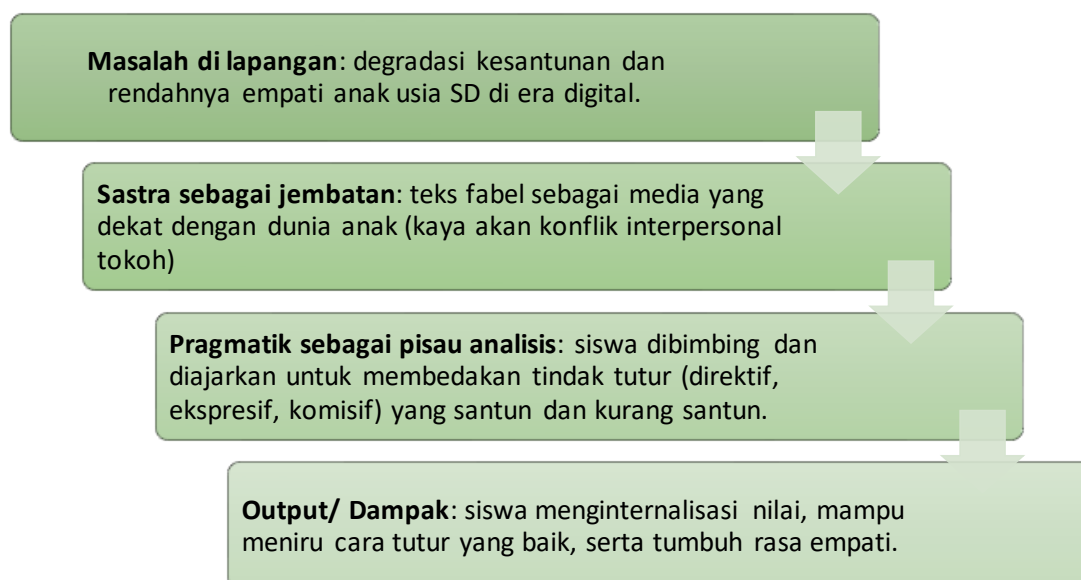 Masalah di lapangan: degradasi kesantunan dan
rendahnya empati anak usia SD di era digital.
Sastra sebagai jembatan: teks fabel sebagai media yang
dekat dengan dunia anak (kaya akan konflik interpersonal
tokoh)
Pragmatik sebagai pisau analisis: siswa dibimbing dan
diajarkan untuk membedakan tindak tutur (direktif,
ekspresif, komisif) yang santun dan kurang santun.
Output/ Dampak: siswa menginternalisasi nilai, mampu
meniru cara tutur yang baik, serta tumbuh rasa empati.